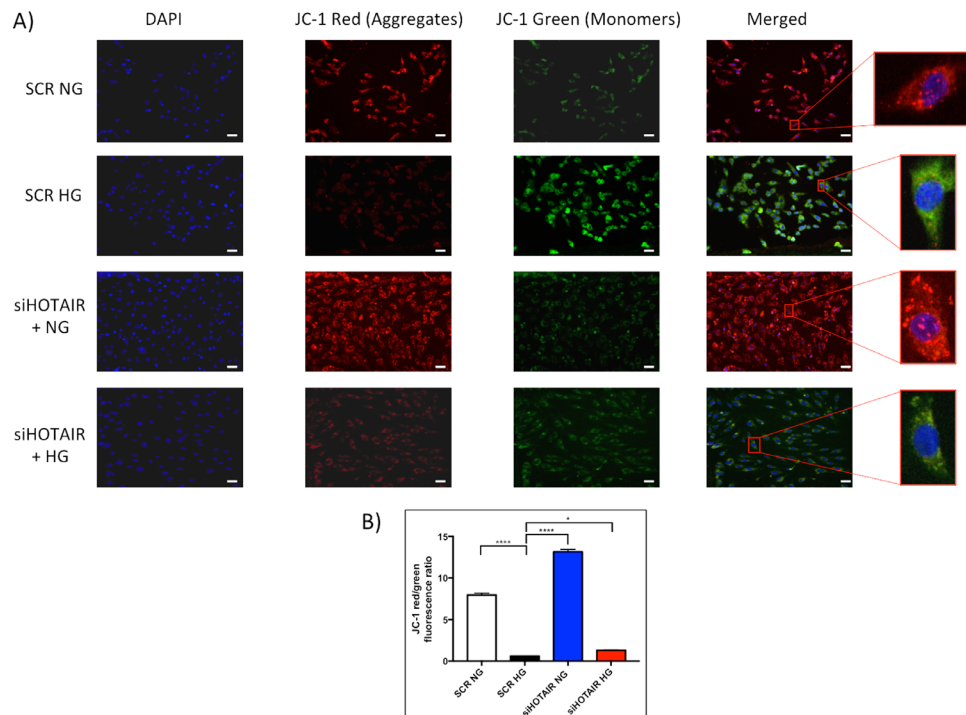 A)
DAPI
JC-1 Red (Aggregates)
JC-1 Green (Monomers)
Merged
SCR NG
SCR HG
siHOTAIR
+ NG
siHOTAIR
+ HG
B)
*
****
****
JC-1 red/green
fluorescence ratio
15
10
5
0
SCR NG
SCR HG
siHOTAIR NG
siHOTAIR HG